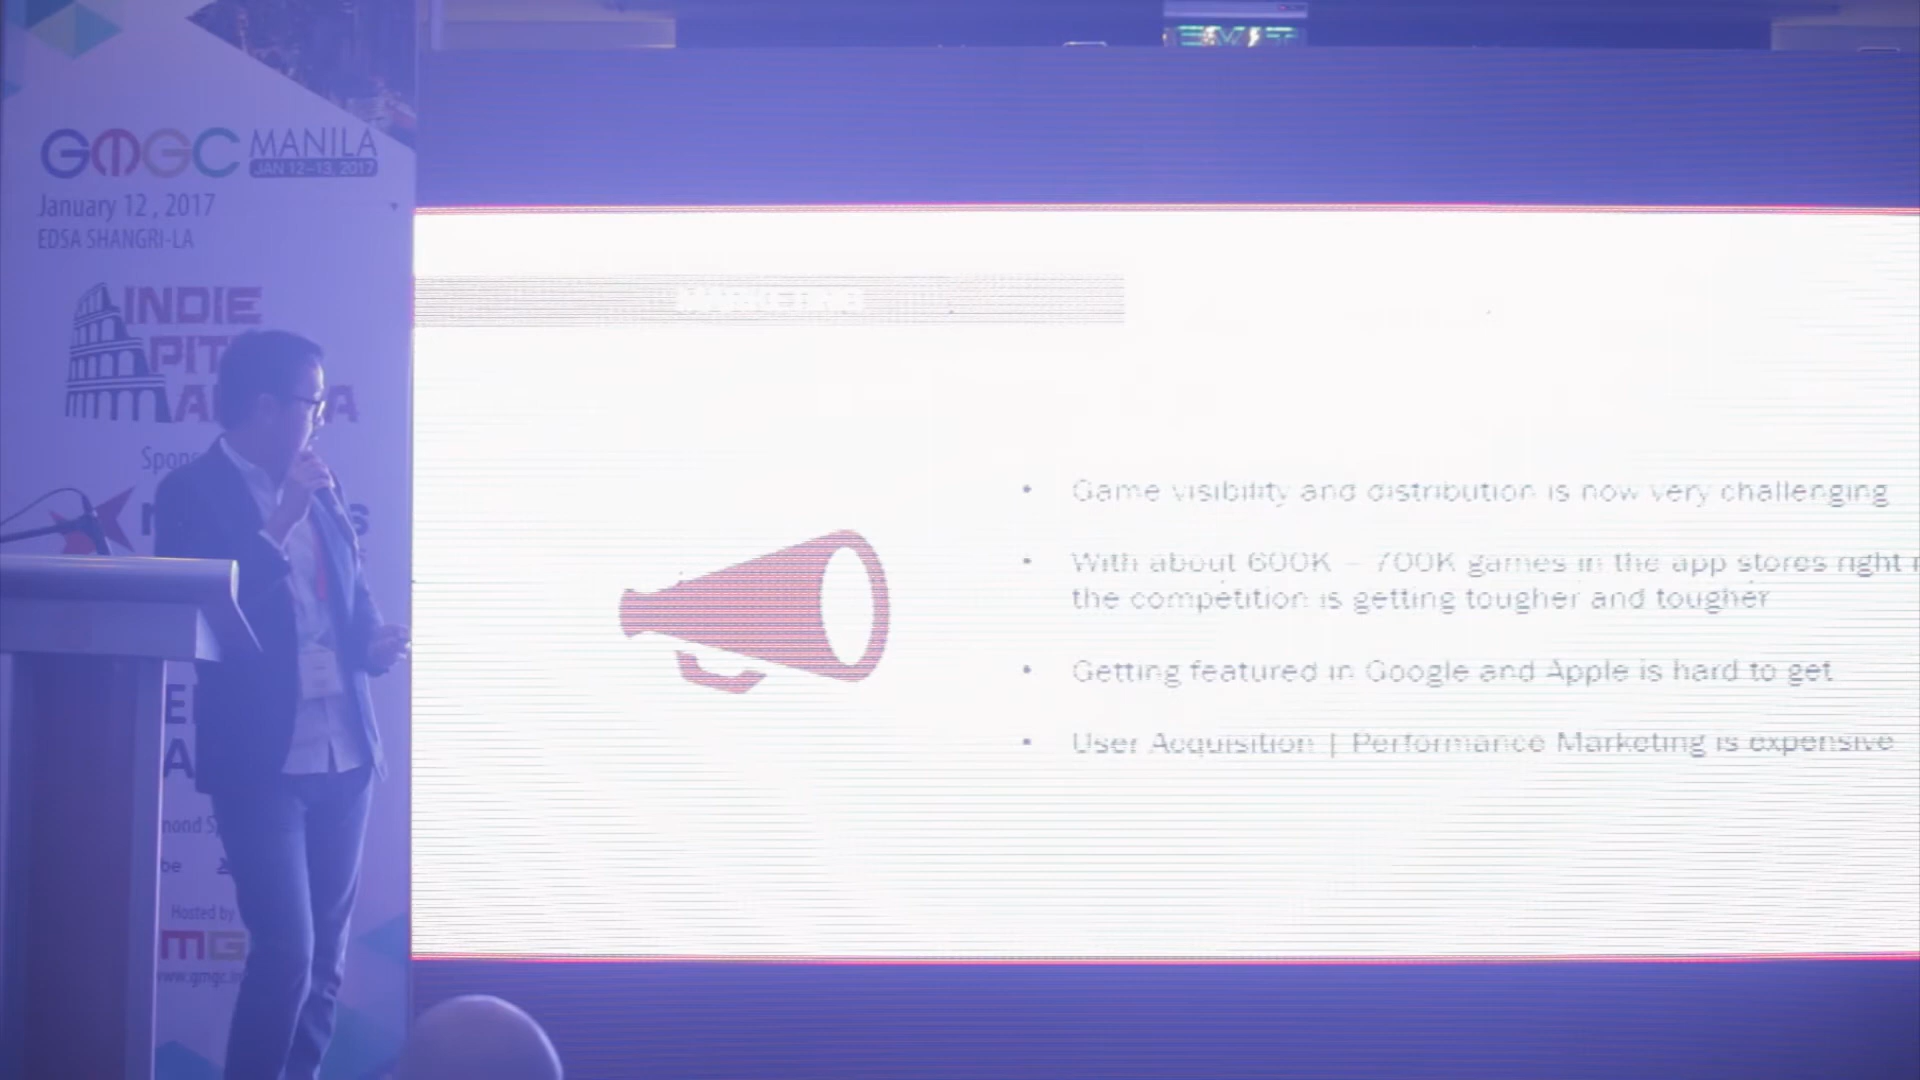 EXIT
GMGC MANILA
JAN 12-13, 2017
January 12, 2017
EDSA SHANGRI-LA
INDIE
MARKETING
• Game visibility and distribution is now very challenging
• With about 600K - 700K games in the app stores right
the competition is getting tougher and tougher
• Getting featured in Google and Apple is hard to get
• User Acquisition | Performance Marketing is expensive
Hosted by